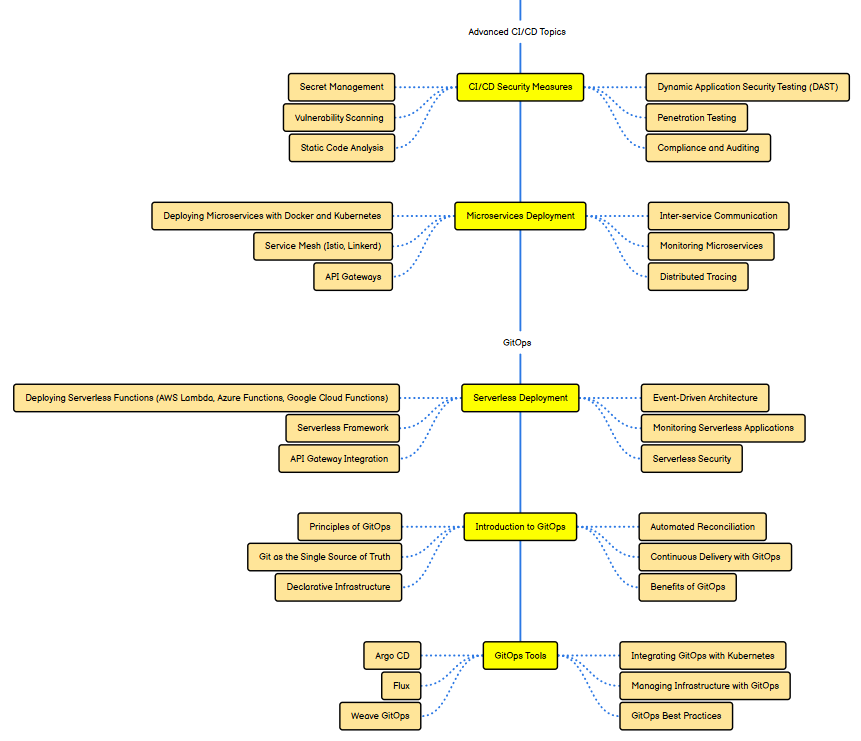 Advanced CI/CD Topics
Secret Management
CI/CD Security Measures
Dynamic Application Security Testing (DAST)
Vulnerability Scanning
Penetration Testing
Static Code Analysis
Compliance and Auditing
Deploying Microservices with Docker and Kubernetes
Microservices Deployment
Inter-service Communication
Service Mesh (Istio, Linkerd)
Monitoring Microservices
API Gateways
Distributed Tracing
GitOps
Deploying Serverless Functions (AWS Lambda, Azure Functions, Google Cloud Functions)
Serverless Deployment
Event-Driven Architecture
Serverless Framework
Monitoring Serverless Applications
API Gateway Integration
Serverless Security
Principles of GitOps
Introduction to GitOps
Automated Reconciliation
Git as the Single Source of Truth
Continuous Delivery with GitOps
Declarative Infrastructure
Benefits of GitOps
Argo CD
GitOps Tools
Integrating GitOps with Kubernetes
Flux
Managing Infrastructure with GitOps
Weave GitOps
GitOps Best Practices